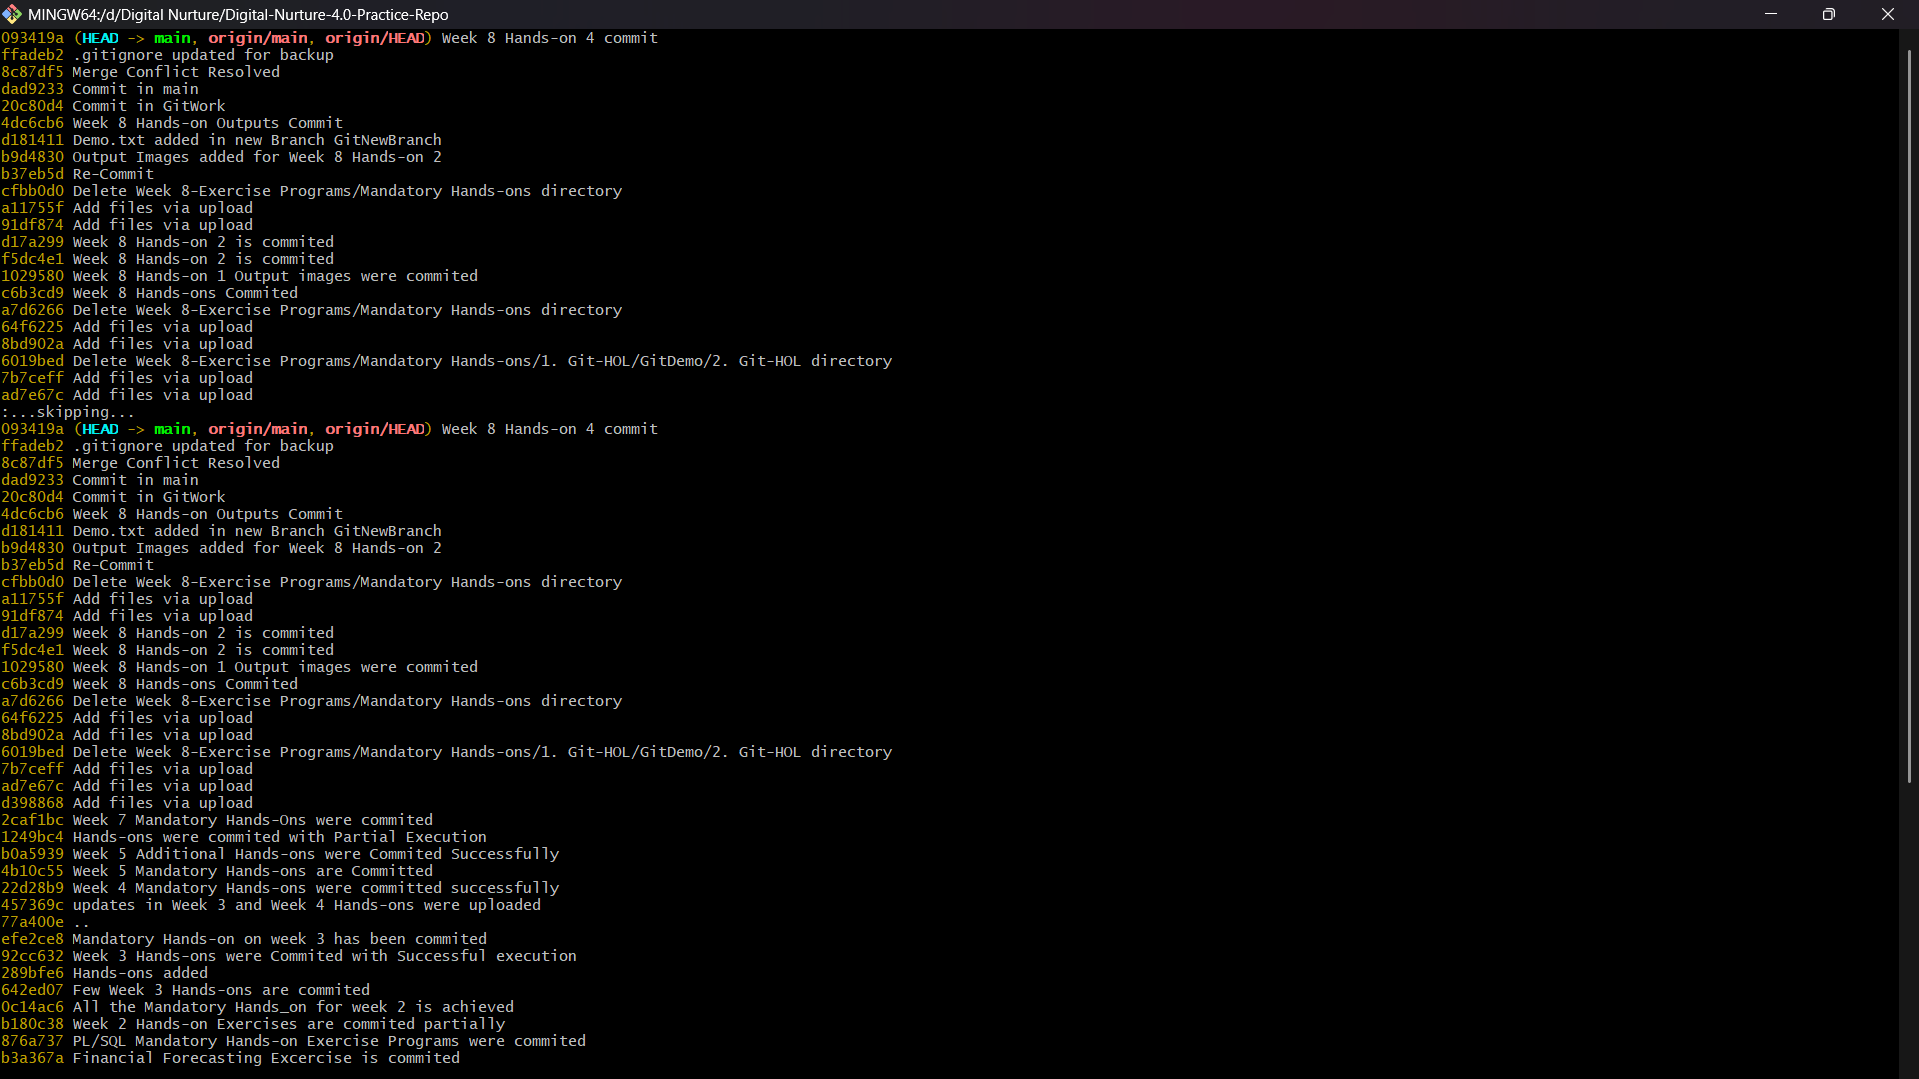 MINGW64:/d/Digital Nurture/Digital-Nurture-4.0-Practice-Repo
093419a (HEAD -> main, origin/main, origin/HEAD) Week 8 Hands-on 4 commit
ffadeb2 .gitignore updated for backup
8c87df5 Merge Conflict Resolved
dad9233 Commit in main
20c80d4 Commit in GitWork
4dc6cb6 Week 8 Hands-on Outputs Commit
d181411 Demo.txt added in new Branch GitNewBranch
b9d4830 Output Images added for Week 8 Hands-on 2
b37eb5d Re-Commit
cfbb0d0 Delete Week 8-Exercise Programs/Mandatory Hands-ons directory
a11755f Add files via upload
91df874 Add files via upload
d17a299 Week 8 Hands-on 2 is commited
f5dc4e1 Week 8 Hands-on 2 is commited
1029580 Week 8 Hands-on 1 Output images were commited
c6b3cd9 Week 8 Hands-ons Commited
a7d6266 Delete Week 8-Exercise Programs/Mandatory Hands-ons directory
64f6225 Add files via upload
8bd902a Add files via upload
6019bed Delete Week 8-Exercise Programs/Mandatory Hands-ons/1. Git-HOL/GitDemo/2. Git-HOL directory
7b7ceff Add files via upload
ad7e67c Add files via upload
:...skipping...
093419a (HEAD -> main, origin/main, origin/HEAD) Week 8 Hands-on 4 commit
ffadeb2 .gitignore updated for backup
8c87df5 Merge Conflict Resolved
dad9233 Commit in main
20c80d4 Commit in GitWork
4dc6cb6 Week 8 Hands-on Outputs Commit
d181411 Demo.txt added in new Branch GitNewBranch
b9d4830 Output Images added for Week 8 Hands-on 2
b37eb5d Re-Commit
cfbb0d0 Delete Week 8-Exercise Programs/Mandatory Hands-ons directory
a11755f Add files via upload
91df874 Add files via upload
d17a299 Week 8 Hands-on 2 is commited
f5dc4e1 Week 8 Hands-on 2 is commited
1029580 Week 8 Hands-on 1 Output images were commited
c6b3cd9 Week 8 Hands-ons Commited
a7d6266 Delete Week 8-Exercise Programs/Mandatory Hands-ons directory
64f6225 Add files via upload
8bd902a Add files via upload
6019bed Delete Week 8-Exercise Programs/Mandatory Hands-ons/1. Git-HOL/GitDemo/2. Git-HOL directory
7b7ceff Add files via upload
ad7e67c Add files via upload
d398868 Add files via upload
2caf1bc Week 7 Mandatory Hands-Ons were commited
1249bc4 Hands-ons were commited with Partial Execution
b0a5939 Week 5 Additional Hands-ons were Commited Successfully
4b10c55 Week 5 Mandatory Hands-ons are Committed
22d28b9 Week 4 Mandatory Hands-ons were committed successfully
457369c updates in Week 3 and Week 4 Hands-ons were uploaded
77a400e ..
efe2ce8 Mandatory Hands-on on week 3 has been commited
92cc632 Week 3 Hands-ons were Commited with Successful execution
289bfe6 Hands-ons added
642ed07 Few Week 3 Hands-ons are commited
0c14ac6 All the Mandatory Hands_on for week 2 is achieved
b180c38 Week 2 Hands-on Exercises are commited partially
876a737 PL/SQL Mandatory Hands-on Exercise Programs were commited
b3a367a Financial Forecasting Excercise is commited